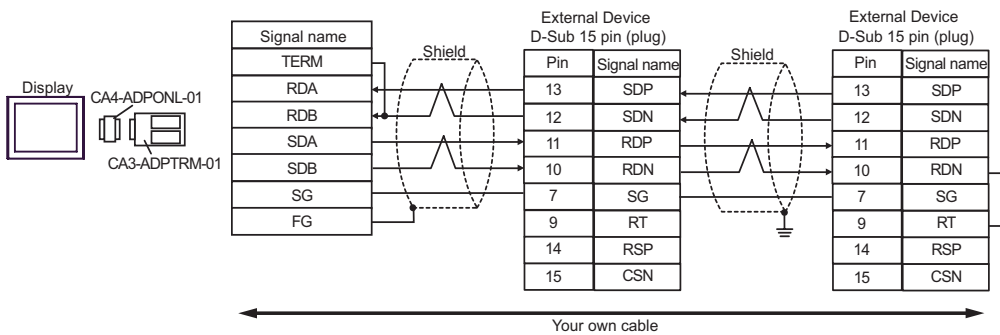 Display
CA4-ADPONL-01
CA3-ADPTRM-01
Signal name
TERM
RDA
RDB
SDA
SDB
SG
FG
Shield
External Device
D-Sub 15 pin (plug)
Pin Signal name
13 SDP
12 SDN
11 RDP
10 RDN
7 SG
9 RT
14 RSP
15 CSN
Shield
External Device
D-Sub 15 pin (plug)
Pin Signal name
13 SDP
12 SDN
11 RDP
10 RDN
7 SG
9 RT
14 RSP
15 CSN
Your own cable